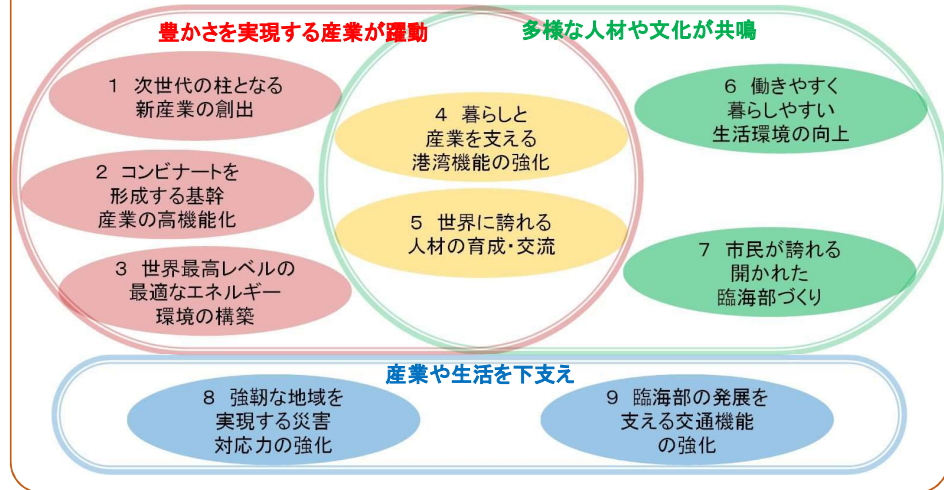 豊かさを実現する産業が躍動
多様な人材や文化が共鳴
1 次世代の柱となる
新産業の創出
2 コンビナートを
形成する基幹
産業の高機能化
3 世界最高レベルの
最適なエネルギー
環境の構築
4 暮らしと
産業を支える
港湾機能の強化
5 世界に誇れる
人材の育成・交流
6 働きやすく
暮らしやすい
生活環境の向上
7 市民が誇れる
開かれた
臨海部づくり
産業や生活を下支え
8 強靭な地域を
実現する災害
対応力の強化
9 臨海部の発展を
支える交通機能
の強化